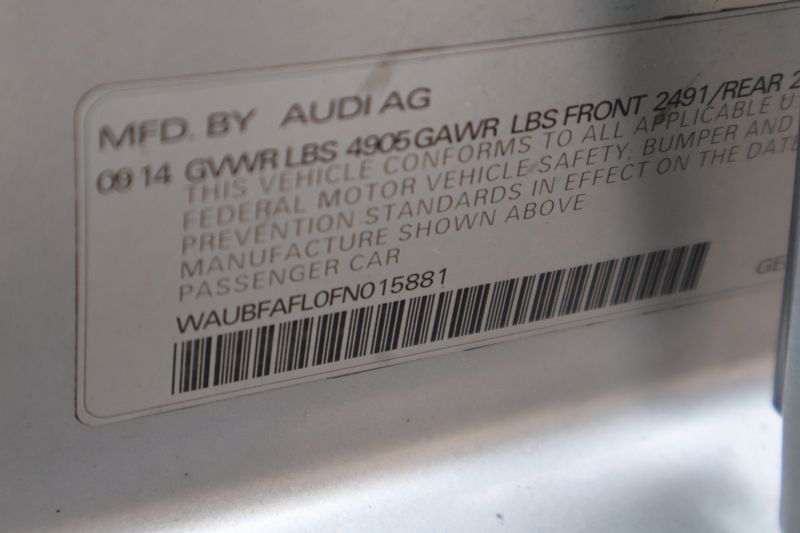 MFD. BY AUDI AG
09 14 GVWR LBS 4905 GAWR LBS FRONT 2491/REAR 2
THIS VEHICLE CONFORMS TO ALL APPLICABLE U.
FEDERAL MOTOR VEHICLE SAFETY, BUMPER AND
PREVENTION STANDARDS IN EFFECT ON THE DATE
MANUFACTURE SHOWN ABOVE
PASSENGER CAR
WAUBFAFL0FN015881
GE